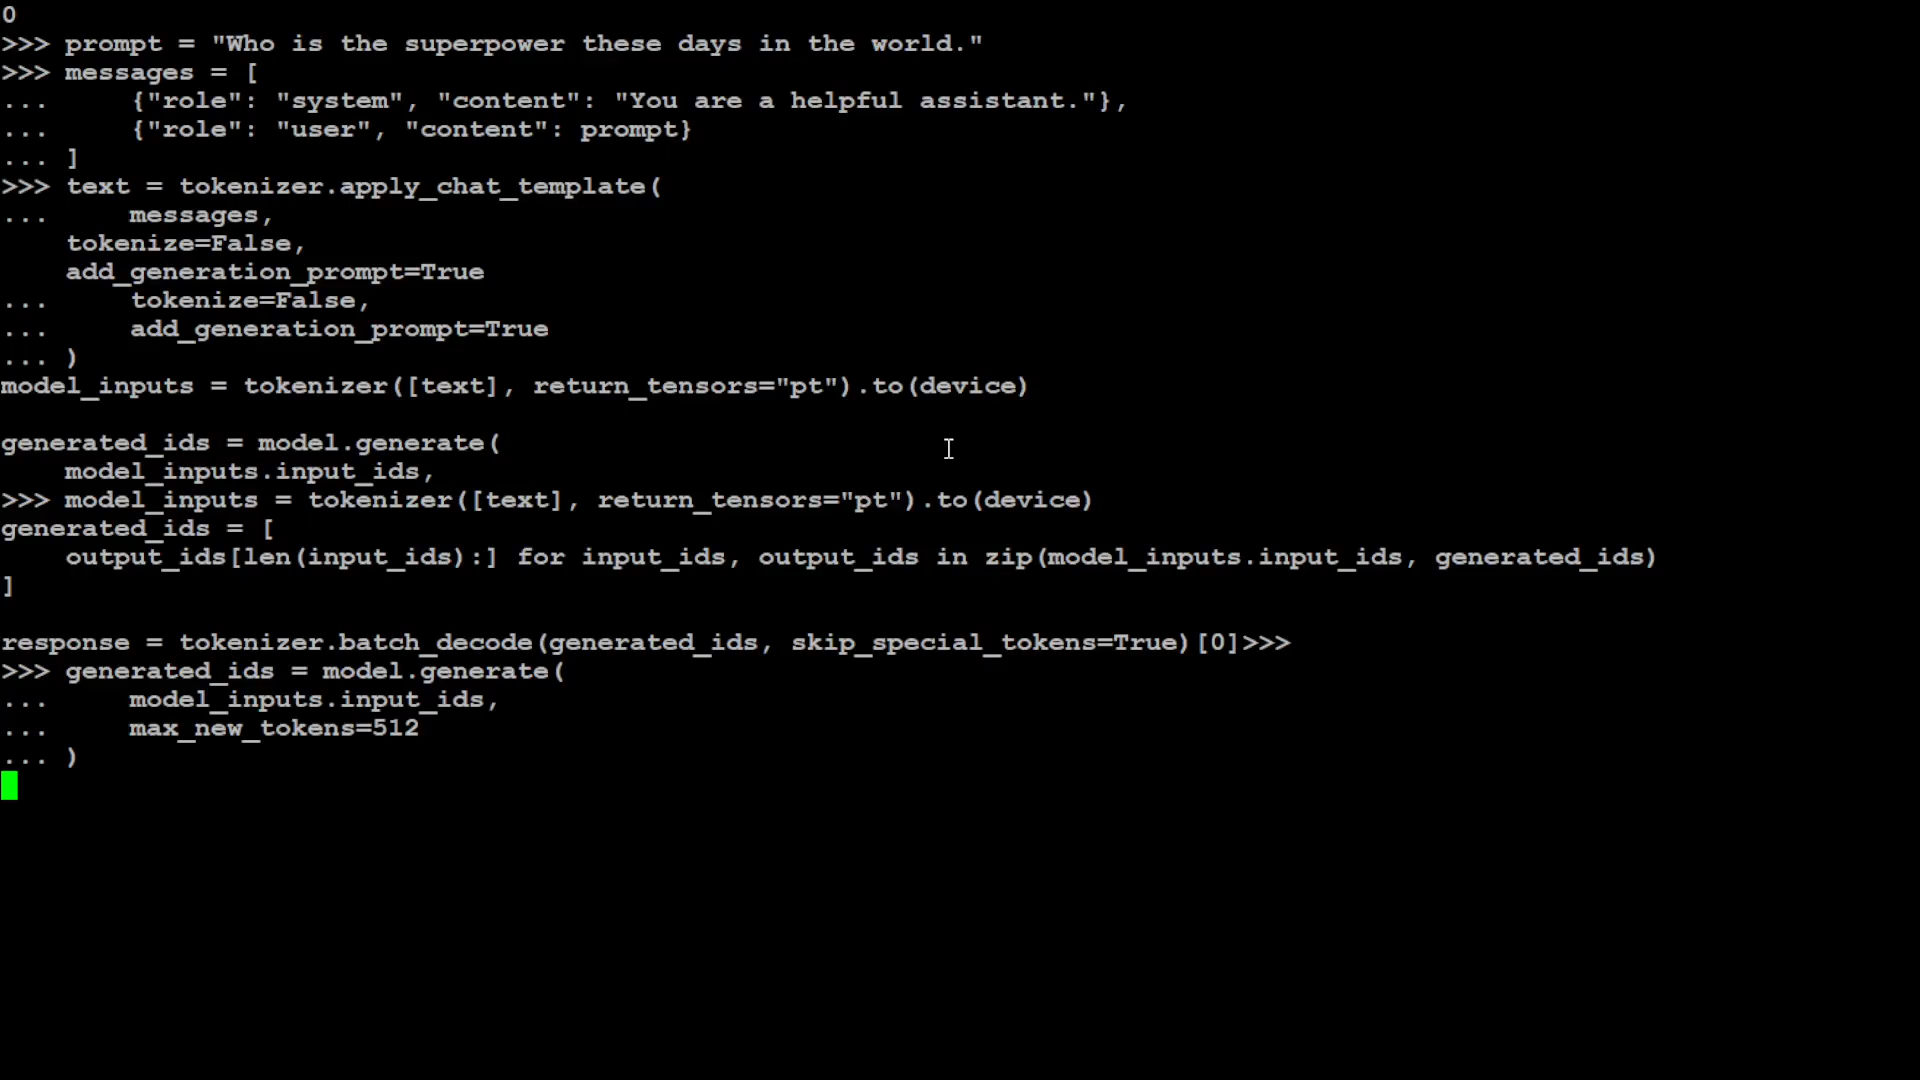 0
>>> prompt = "Who is the superpower these days in the world."
>>> messages = [
...     {"role": "system", "content": "You are a helpful assistant."},
...     {"role": "user", "content": prompt}
... ]
>>> text = tokenizer.apply_chat_template(
...     messages,
    tokenize=False,
    add_generation_prompt=True
...     tokenize=False,
...     add_generation_prompt=True
... )
model_inputs = tokenizer([text], return_tensors="pt").to(device)

generated_ids = model.generate(
    model_inputs.input_ids,
>>> model_inputs = tokenizer([text], return_tensors="pt").to(device)
generated_ids = [
    output_ids[len(input_ids):] for input_ids, output_ids in zip(model_inputs.input_ids, generated_ids)
]

response = tokenizer.batch_decode(generated_ids, skip_special_tokens=True)[0]>>>
>>> generated_ids = model.generate(
...     model_inputs.input_ids,
...     max_new_tokens=512
... )